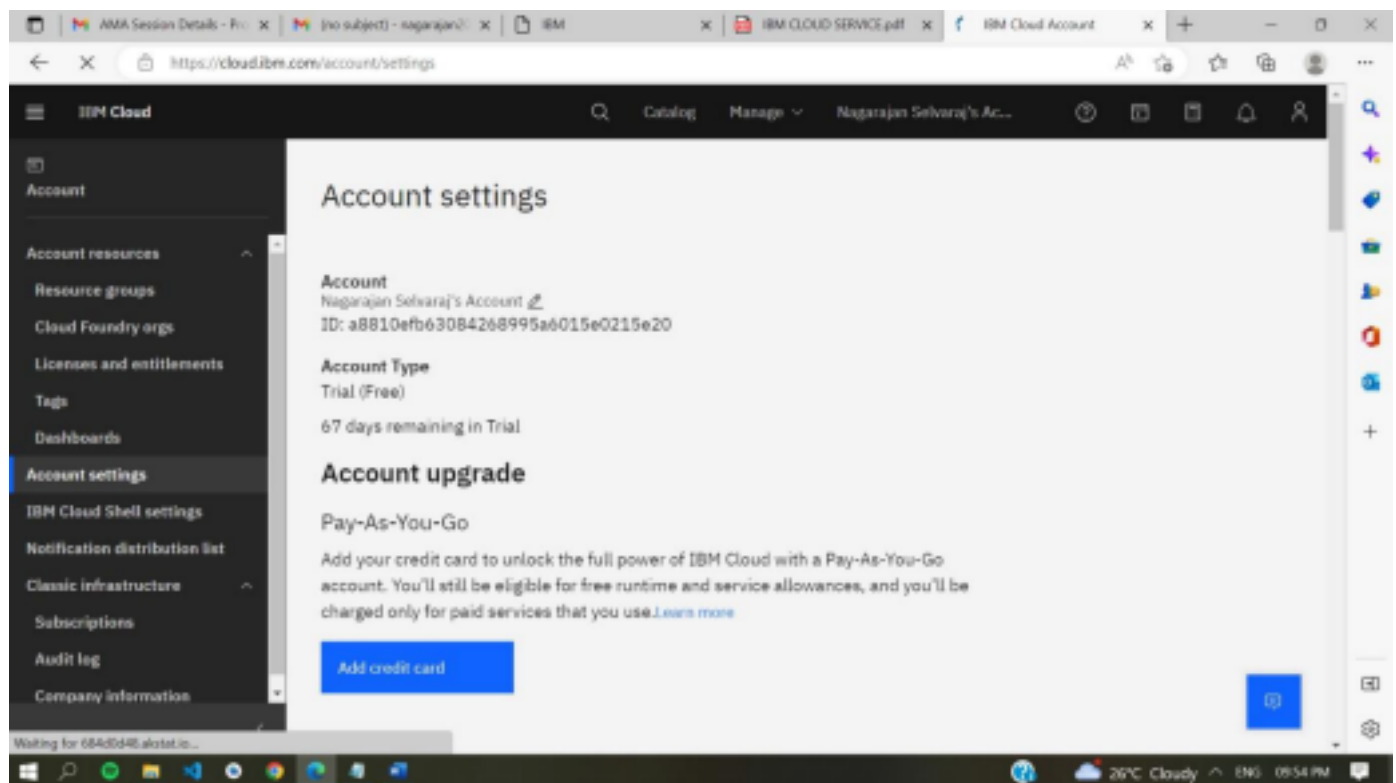 AMA Session Details - Pro
(no subject) - nagarajan2
IBM
IBM CLOUD SERVICE.pdf
IBM Cloud Account
https://cloud.ibm.com/account/settings
IBM Cloud
Catalog
Manage
Nagarajan Selvaraj's Ac...
Account
Account resources
Resource groups
Cloud Foundry orgs
Licenses and entitlements
Tags
Dashboards
Account settings
IBM Cloud Shell settings
Notification distribution list
Classic infrastructure
Subscriptions
Audit log
Company information
Account settings
Account
Nagarajan Selvaraj's Account
ID: a8810efb63084268995a6015e0215e20
Account Type
Trial (Free)
67 days remaining in Trial
Account upgrade
Pay-As-You-Go
Add your credit card to unlock the full power of IBM Cloud with a Pay-As-You-Go
account. You'll still be eligible for free runtime and service allowances, and you'll be
charged only for paid services that you use.Learn more
Add credit card
Waiting for
26°C Cloudy
ENG
09:54 PM